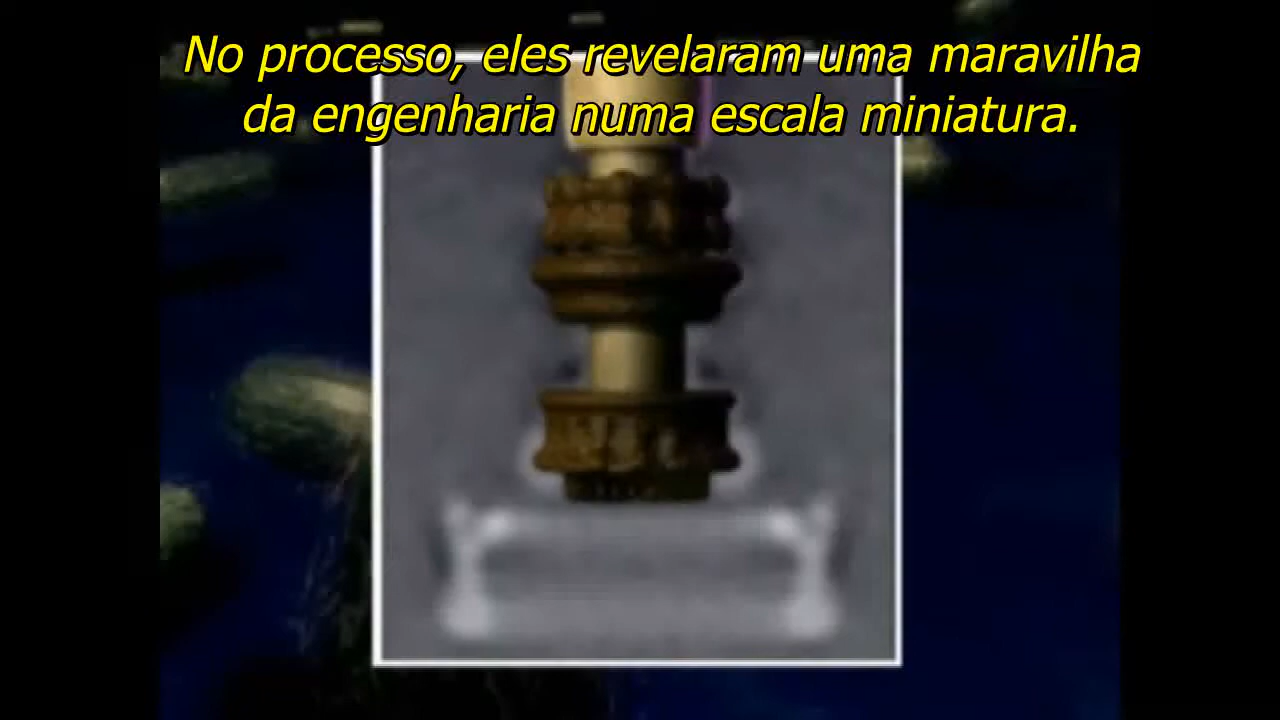 No processo, eles revelaram uma maravilha
da engenharia numa escala miniatura.